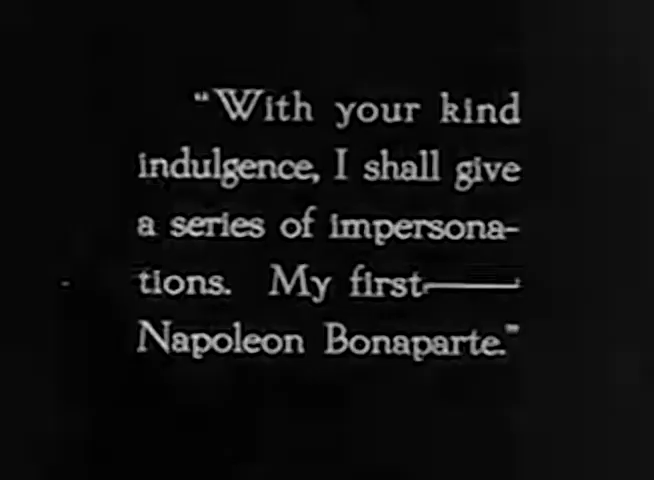 “With your kind
indulgence, I shall give
a series of impersona-
tions. My first——
Napoleon Bonaparte.”